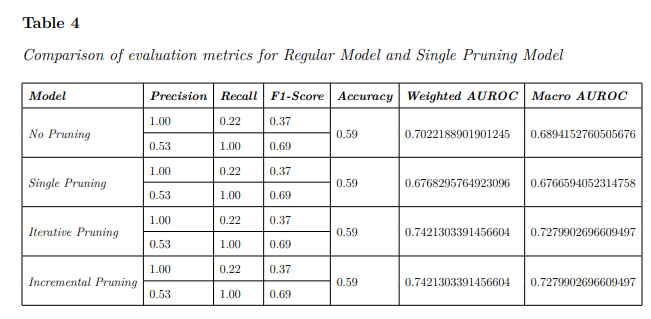 Table 4
Comparison of evaluation metrics for Regular Model and Single Pruning Model
Model Precision Recall F1-Score Accuracy Weighted AUROC Macro AUROC
No Pruning 1.00 0.22 0.37 0.59 0.7022188901901245 0.6894152760505676
0.53 1.00 0.69
Single Pruning 1.00 0.22 0.37 0.59 0.6768295764923096 0.6766594052314758
0.53 1.00 0.69
Iterative Pruning 1.00 0.22 0.37 0.59 0.7421303391456604 0.7279902696609497
0.53 1.00 0.69
Incremental Pruning 1.00 0.22 0.37 0.59 0.7421303391456604 0.7279902696609497
0.53 1.00 0.69